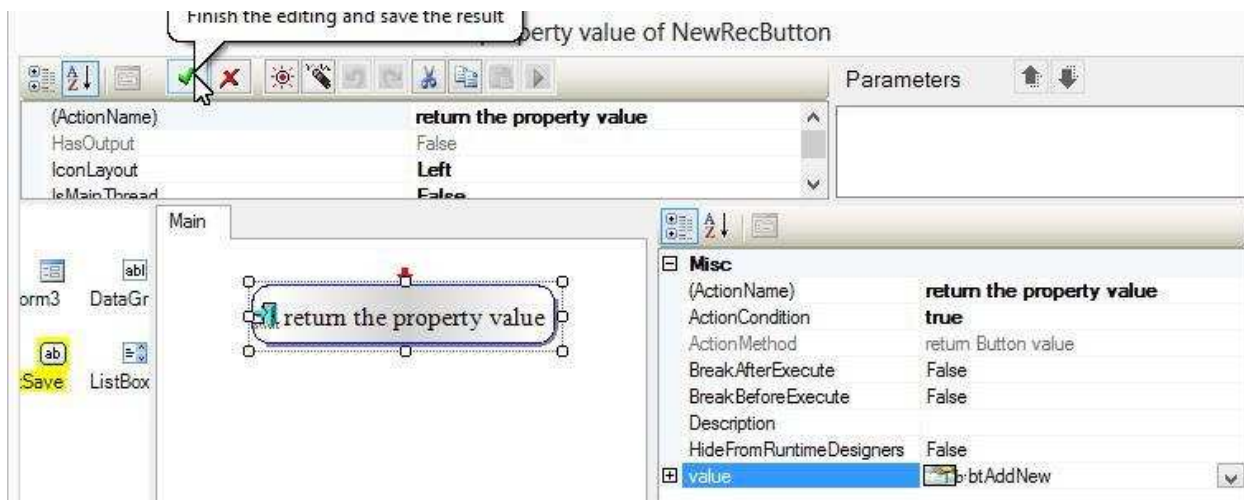 Finish the editing and save the result
property value of NewRecButton
Parameters
(ActionName) return the property value
HasOutput False
IconLayout Left
IsMainThread False
Main
orm3 DataGr
Save ListBox
return the property value
Misc
(ActionName) return the property value
ActionCondition true
ActionMethod return Button value
BreakAfterExecute False
BreakBeforeExecute False
Description
HideFromRuntimeDesigners False
value btAddNew